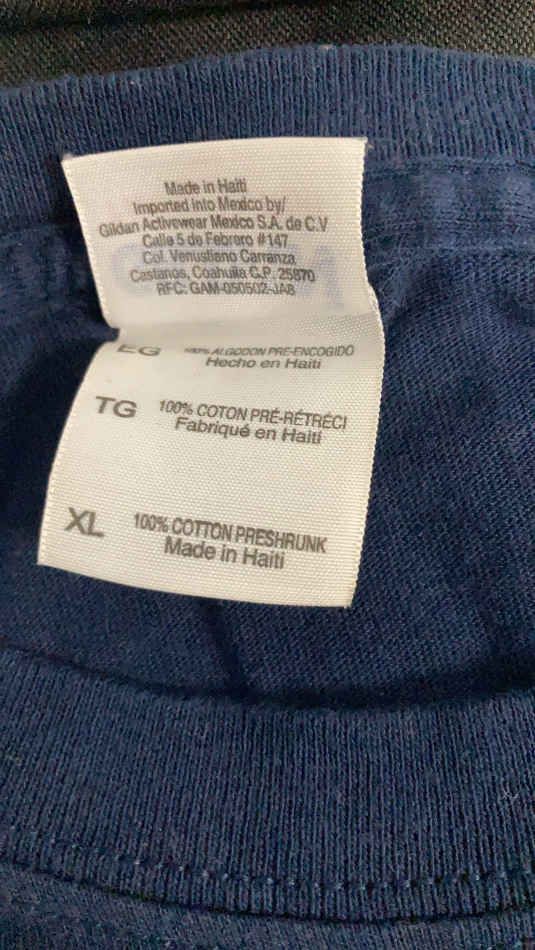 Made in Haiti
Imported into Mexico by/
Gildan Activewear Mexico S.A. de C.V
Calle 5 de Febrero #147
Col. Venustiano Carranza
Castanos, Coahuila C.P. 25870
RFC: GAM-050502-JA8
EG 100% ALGODON PRE-ENCOGIDO
Hecho en Haiti
TG 100% COTON PRÉ-RÉTRÉCI
Fabriqué en Haiti
XL 100% COTTON PRESHRUNK
Made in Haiti